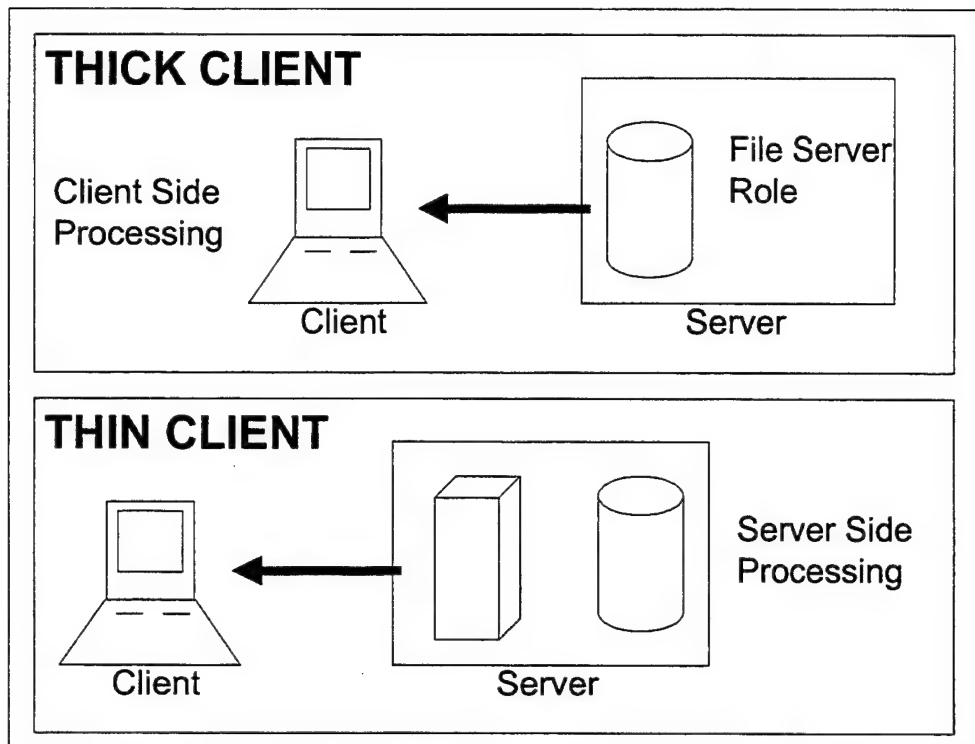 THICK CLIENT
Client Side
Processing
File Server
Role
Client
Server
THIN CLIENT
Server Side
Processing
Client
Server